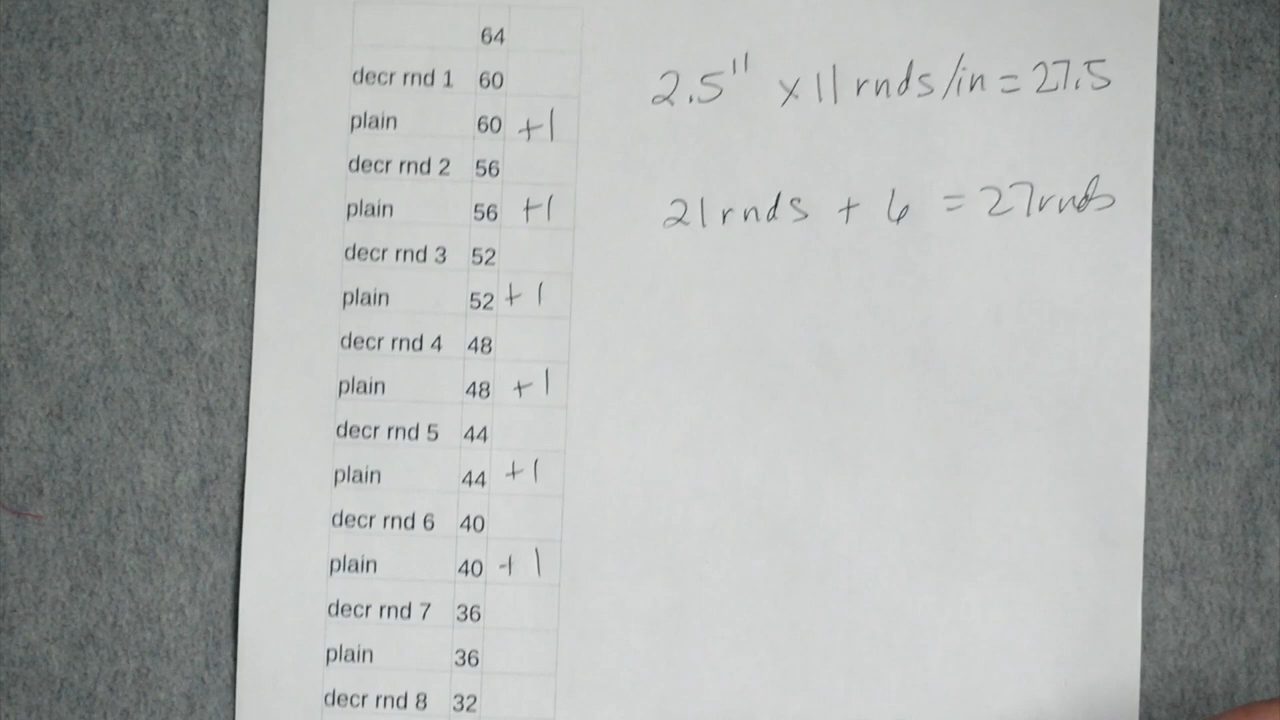 64
decr rnd 1 60
plain 60 +1
decr rnd 2 56
plain 56 +1
decr rnd 3 52
plain 52 +1
decr rnd 4 48
plain 48 +1
decr rnd 5 44
plain 44 +1
decr rnd 6 40
plain 40 +1
decr rnd 7 36
plain 36
decr rnd 8 32
2.5" x 11 rnds/in = 27.5
21 rnds + 6 = 27 rnds